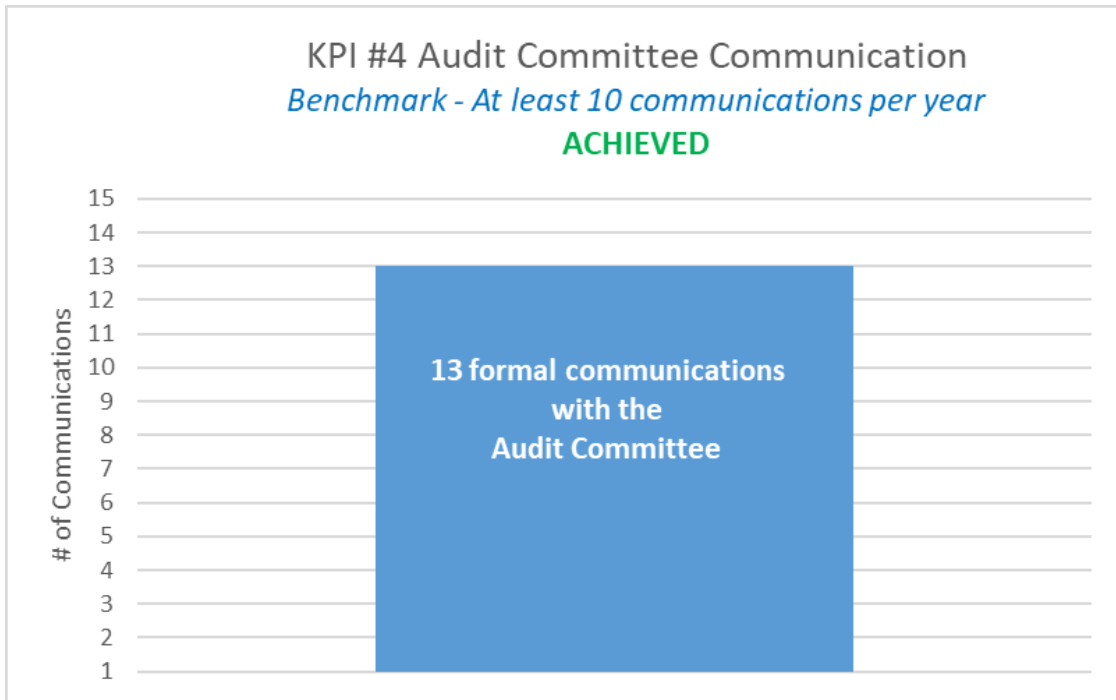 KPI #4 Audit Committee Communication
Benchmark - At least 10 communications per year
ACHIEVED
# of Communications
15
14
13
12
11
10
9
8
7
6
5
4
3
2
1
13 formal communications
with the
Audit Committee